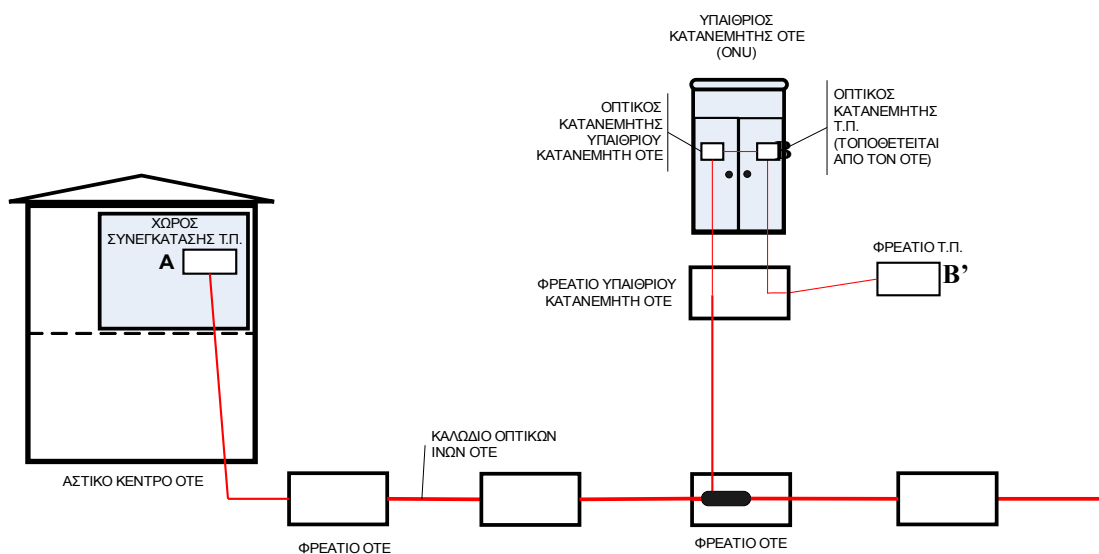 ΥΠΑΙΘΡΙΟΣ
ΚΑΤΑΝΕΜΗΤΗΣ ΟΤΕ
(ONU)
ΟΠΤΙΚΟΣ
ΚΑΤΑΝΕΜΗΤΗΣ
ΥΠΑΙΘΡΙΟΥ
ΚΑΤΑΝΕΜΗΤΗ ΟΤΕ
ΟΠΤΙΚΟΣ
ΚΑΤΑΝΕΜΗΤΗΣ
Τ.Π.
(ΤΟΠΟΘΕΤΕΙΤΑΙ
ΑΠΟ ΤΟΝ ΟΤΕ)
B
ΧΩΡΟΣ
ΣΥΝΕΓΚΑΤΑΣΗΣ Τ.Π.
A
ΦΡΕΑΤΙΟ Τ.Π.
B’
ΦΡΕΑΤΙΟ ΥΠΑΙΘΡΙΟΥ
ΚΑΤΑΝΕΜΗΤΗ ΟΤΕ
ΚΑΛΩΔΙΟ ΟΠΤΙΚΩΝ
ΙΝΩΝ ΟΤΕ
ΑΣΤΙΚΟ ΚΕΝΤΡΟ ΟΤΕ
ΦΡΕΑΤΙΟ ΟΤΕ
ΦΡΕΑΤΙΟ ΟΤΕ